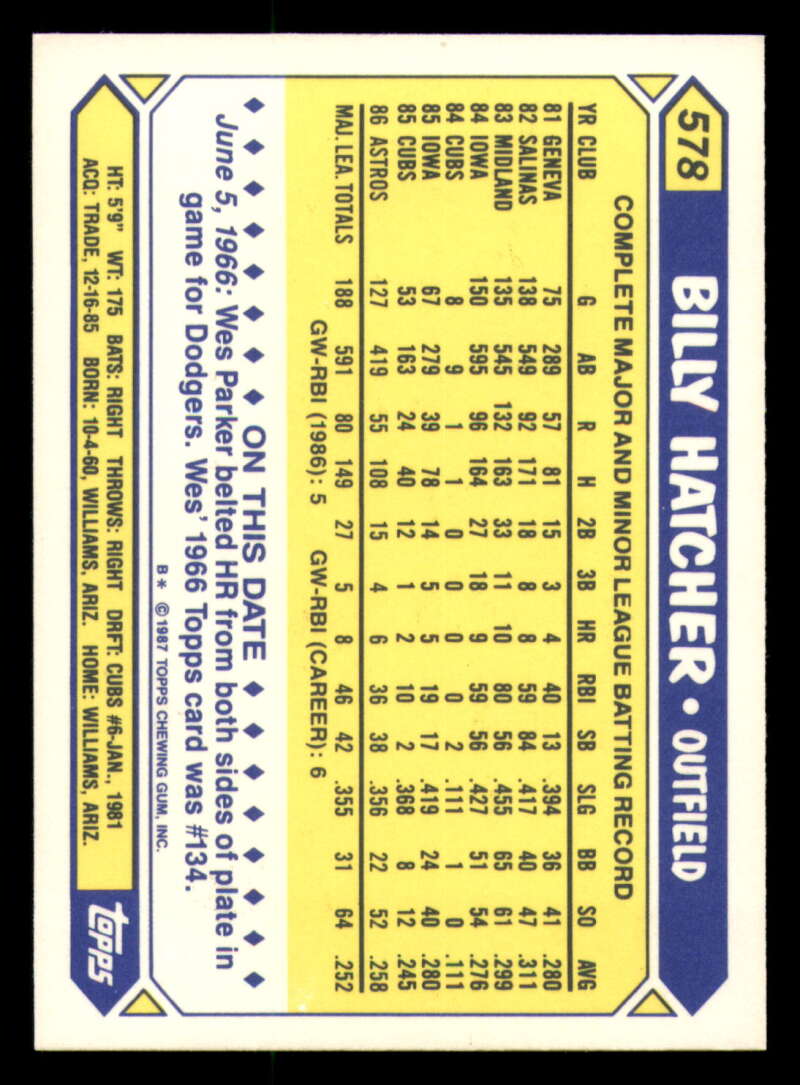 578 BILLY HATCHER • OUTFIELD
COMPLETE MAJOR AND MINOR LEAGUE BATTING RECORD
YR CLUB G AB R H 2B 3B HR RBI SB SLG BB SO AVG
81 GENEVA 75 289 57 81 15 3 4 40 13 .394 36 41 .280
82 SALINAS 138 549 92 171 18 8 8 59 84 .417 40 47 .311
83 MIDLAND 135 545 132 163 33 11 10 80 56 .455 65 61 .299
84 IOWA 150 595 96 164 27 18 9 59 56 .427 51 54 .276
84 CUBS 8 9 1 1 0 0 0 0 2 .111 1 0 .111
85 IOWA 67 279 39 78 14 5 5 19 17 .419 24 40 .280
85 CUBS 53 163 24 40 12 1 2 10 2 .368 8 12 .245
86 ASTROS 127 419 55 108 15 4 6 36 38 .356 22 52 .258
MAJ. LEA. TOTALS 188 591 80 149 27 5 8 46 42 .355 31 64 .252
GW-RBI (1986): 5 GW-RBI (CAREER): 6
ON THIS DATE
June 5, 1966: Wes Parker belted HR from both sides of plate in
game for Dodgers. Wes' 1966 Topps card was #134.
B* ©1987 TOPPS CHEWING GUM, INC.
HT: 5'9" WT: 175 BATS: RIGHT THROWS: RIGHT DRFT: CUBS #6-JAN., 1981
ACQ: TRADE, 12-16-85 BORN: 10-4-60, WILLIAMS, ARIZ. HOME: WILLIAMS, ARIZ.
topps